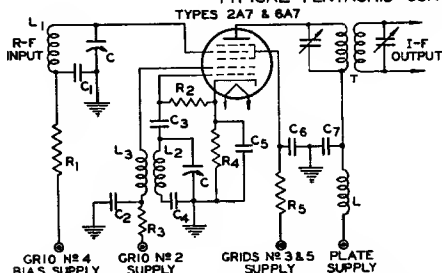 TYPICAL PENTAGRID CON
TYPES 2A7 & 6A7
L1
R-F
INPUT
C
C1
R2
C3
L3
L2
C
R1
R4
C5
C2
R3
C4
C6
C7
R5
T
L
I-F
OUTPUT
GRID Nº 4
BIAS SUPPLY
GRID Nº 2
SUPPLY
GRIDS Nº 3&5
SUPPLY
PLATE
SUPPLY